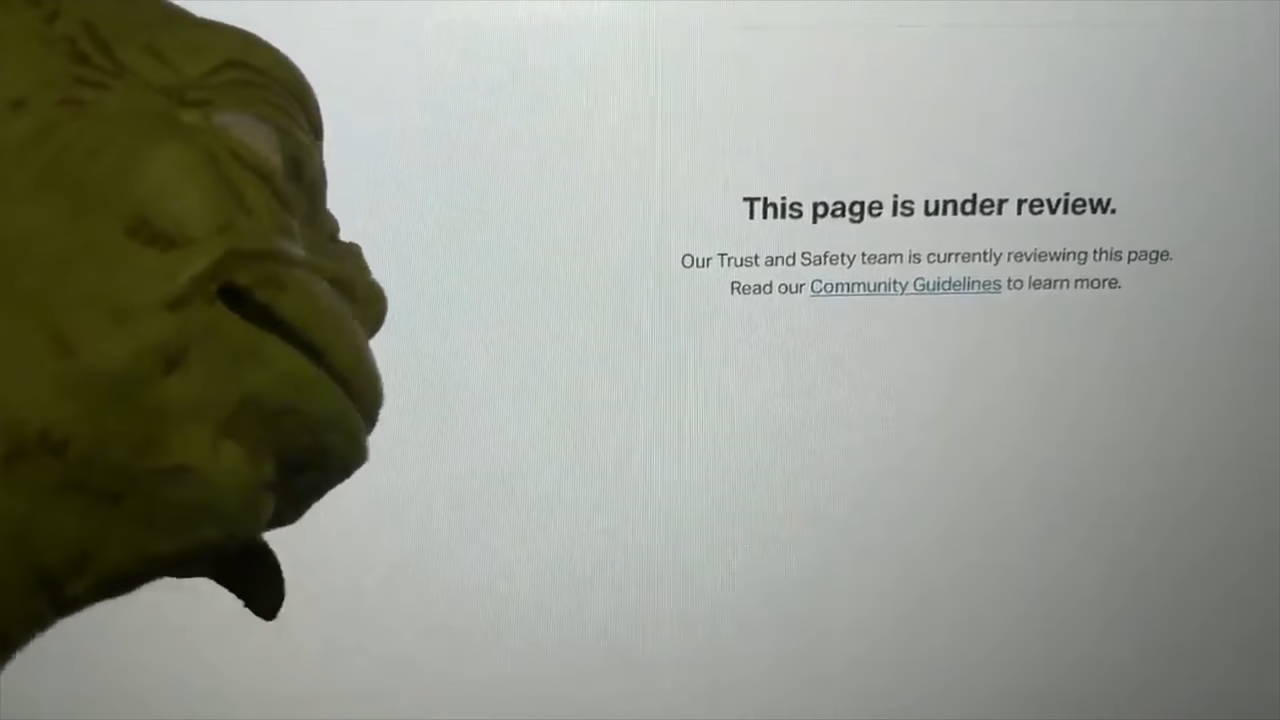 This page is under review.
Our Trust and Safety team is currently reviewing this page.
Read our Community Guidelines to learn more.